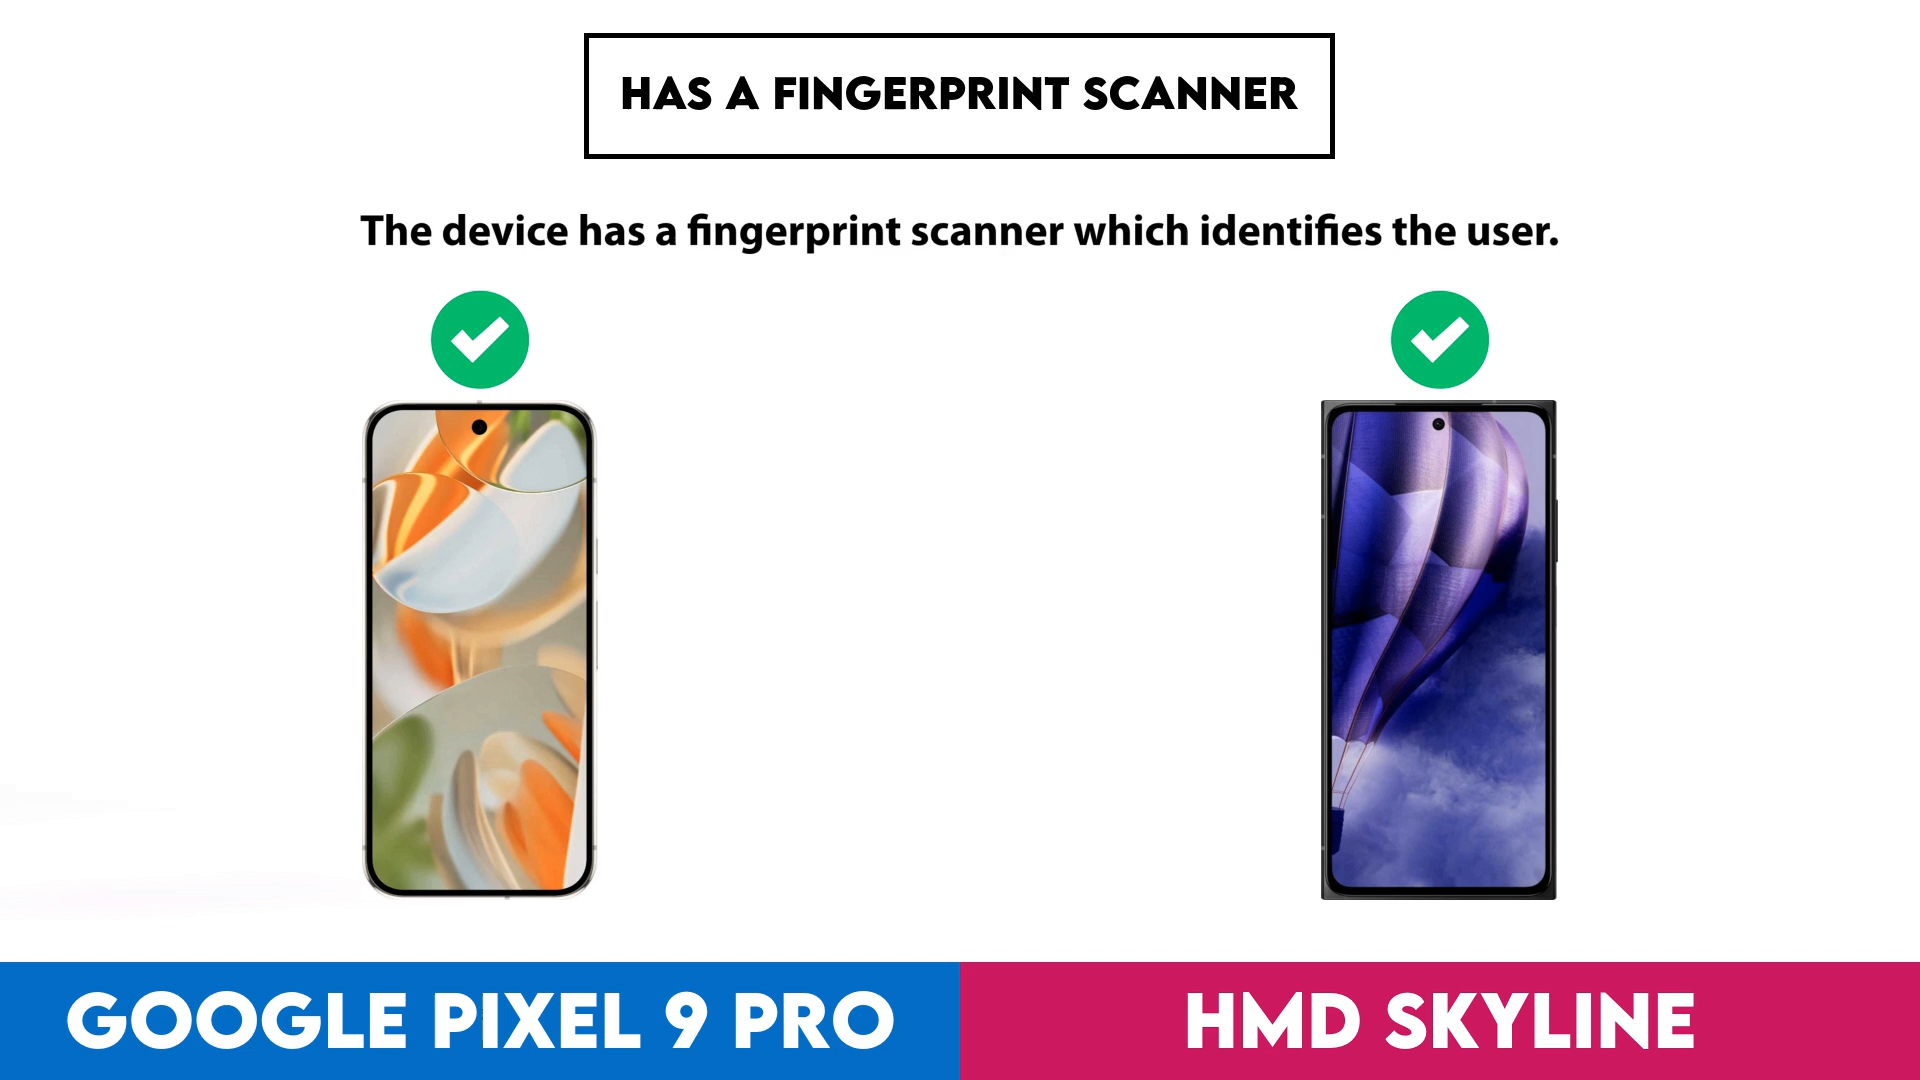 HAS A FINGERPRINT SCANNER
The device has a fingerprint scanner which identifies the user.
GOOGLE PIXEL 9 PRO
HMD SKYLINE